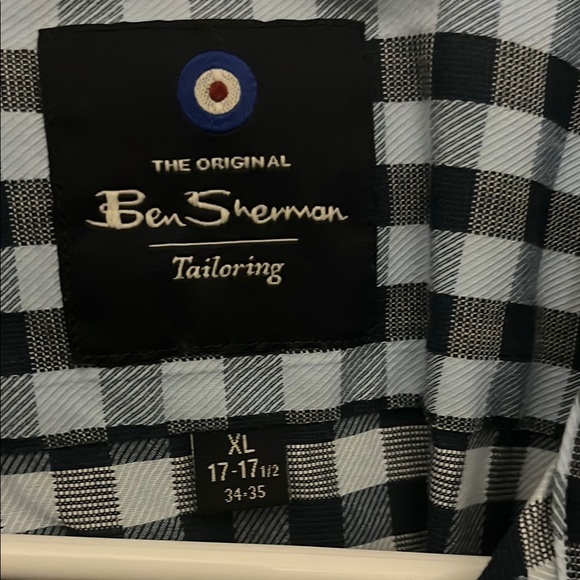 THE ORIGINAL
Ben Sherman
Tailoring
XL
17-17 1/2
34-35